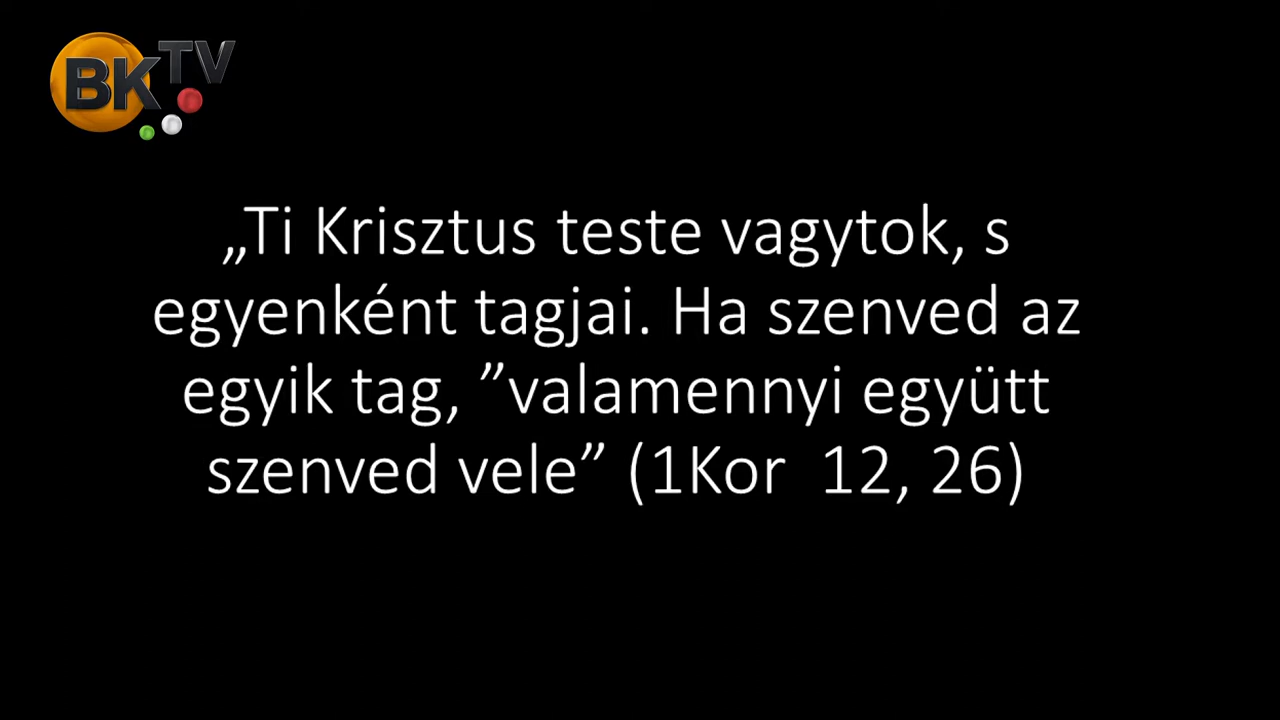 BKTV
„Ti Krisztus teste vagytok, s
egyenként tagjai. Ha szenved az
egyik tag, ”valamennyi együtt
szenved vele” (1Kor  12, 26)